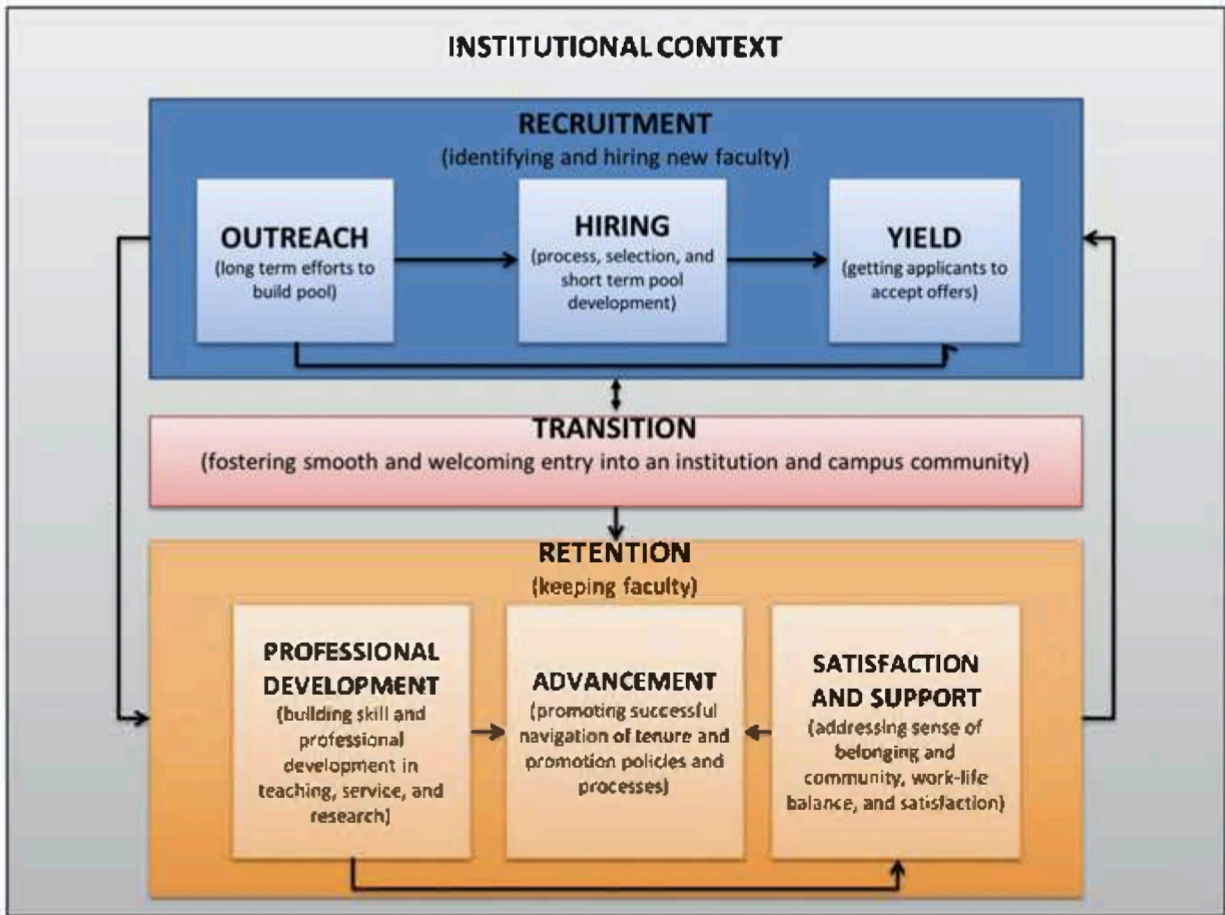 INSTITUTIONAL CONTEXT
RECRUITMENT
(identifying and hiring new faculty)
OUTREACH
(long term efforts to
build pool)
HIRING
(process, selection, and
short term pool
development)
YIELD
(getting applicants to
accept offers)
TRANSITION
(fostering smooth and welcoming entry into an institution and campus community)
RETENTION
(keeping faculty)
PROFESSIONAL
DEVELOPMENT
(building skill and
professional
development in
teaching, service, and
research)
ADVANCEMENT
(promoting successful
navigation of tenure and
promotion policies and
processes)
SATISFACTION
AND SUPPORT
(addressing sense of
belonging and
community, work-life
balance, and satisfaction)